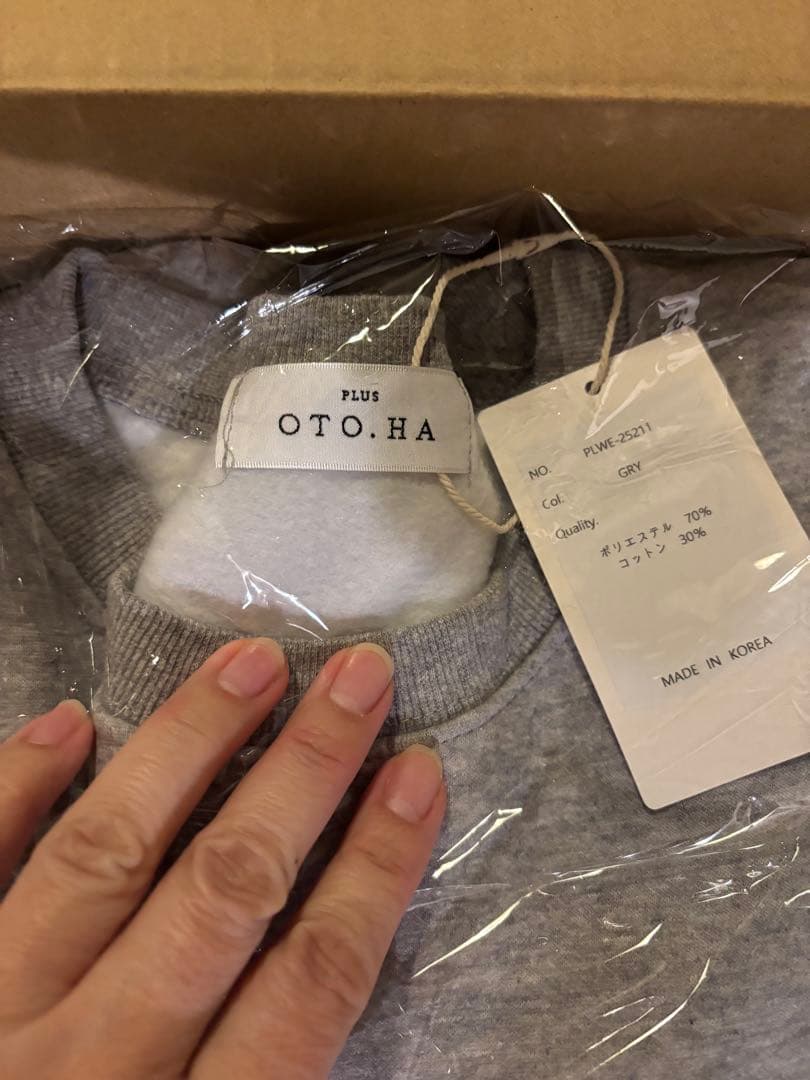 PLUS
OTO.HA
NO. PLWE-25211
Col. GRY
Quality.
ポリエステル 70%
コットン 30%
MADE IN KOREA